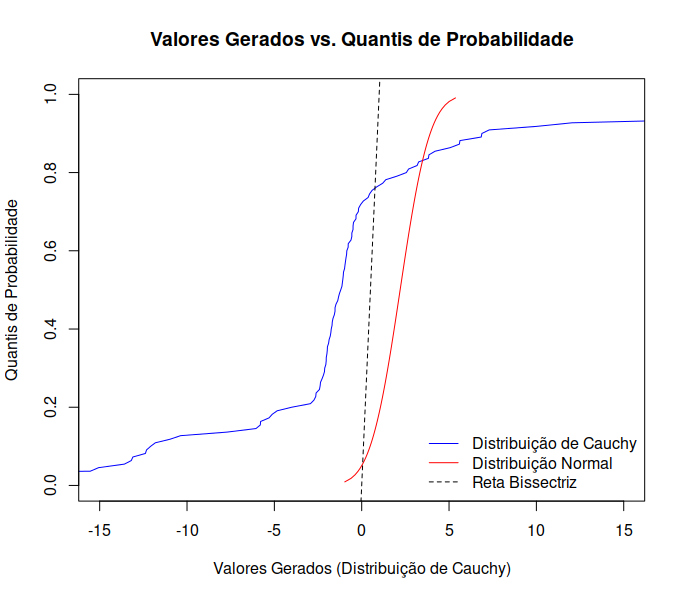 Valores Gerados vs. Quantis de Probabilidade
Quantis de Probabilidade
1.0
0.8
0.6
0.4
0.2
0.0
Distribuição de Cauchy
Distribuição Normal
Reta Bissectriz
-15 -10 -5 0 5 10 15
Valores Gerados (Distribuição de Cauchy)